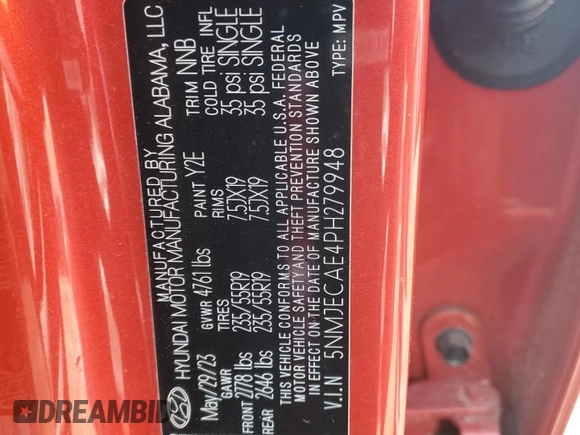 MANUFACTURED BY
HYUNDAI MOTOR MANUFACTURING ALABAMA, LLC
May/29/23 GVWR 4761 lbs PAINT Y2E TRIM NNB
GAWR TIRES RIMS COLD TIRE INFL
FRONT 2778 lbs 235/55R19 7.5JX19 35 psi: SINGLE
REAR 2646 lbs 235/55R19 7.5JX19 35 psi: SINGLE
THIS VEHICLE CONFORMS TO ALL APPLICABLE U.S.A. FEDERAL
MOTOR VEHICLE SAFETY AND THEFT PREVENTION STANDARDS
IN EFFECT ON THE DATE OF MANUFACTURE SHOWN ABOVE
V.I.N 5NMJECAE4PH279948 TYPE: MPV
DREAMBID